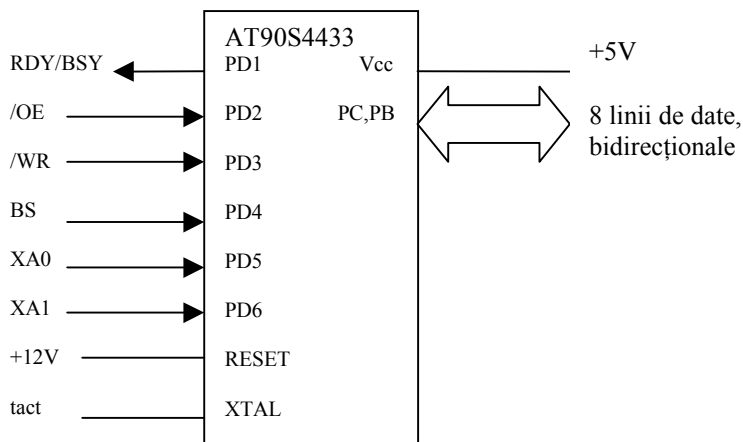 AT90S4433
RDY/BSY PD1 Vcc +5V
/OE PD2 PC,PB 8 linii de date,
bidirecționale
/WR PD3
BS PD4
XA0 PD5
XA1 PD6
+12V RESET
tact XTAL